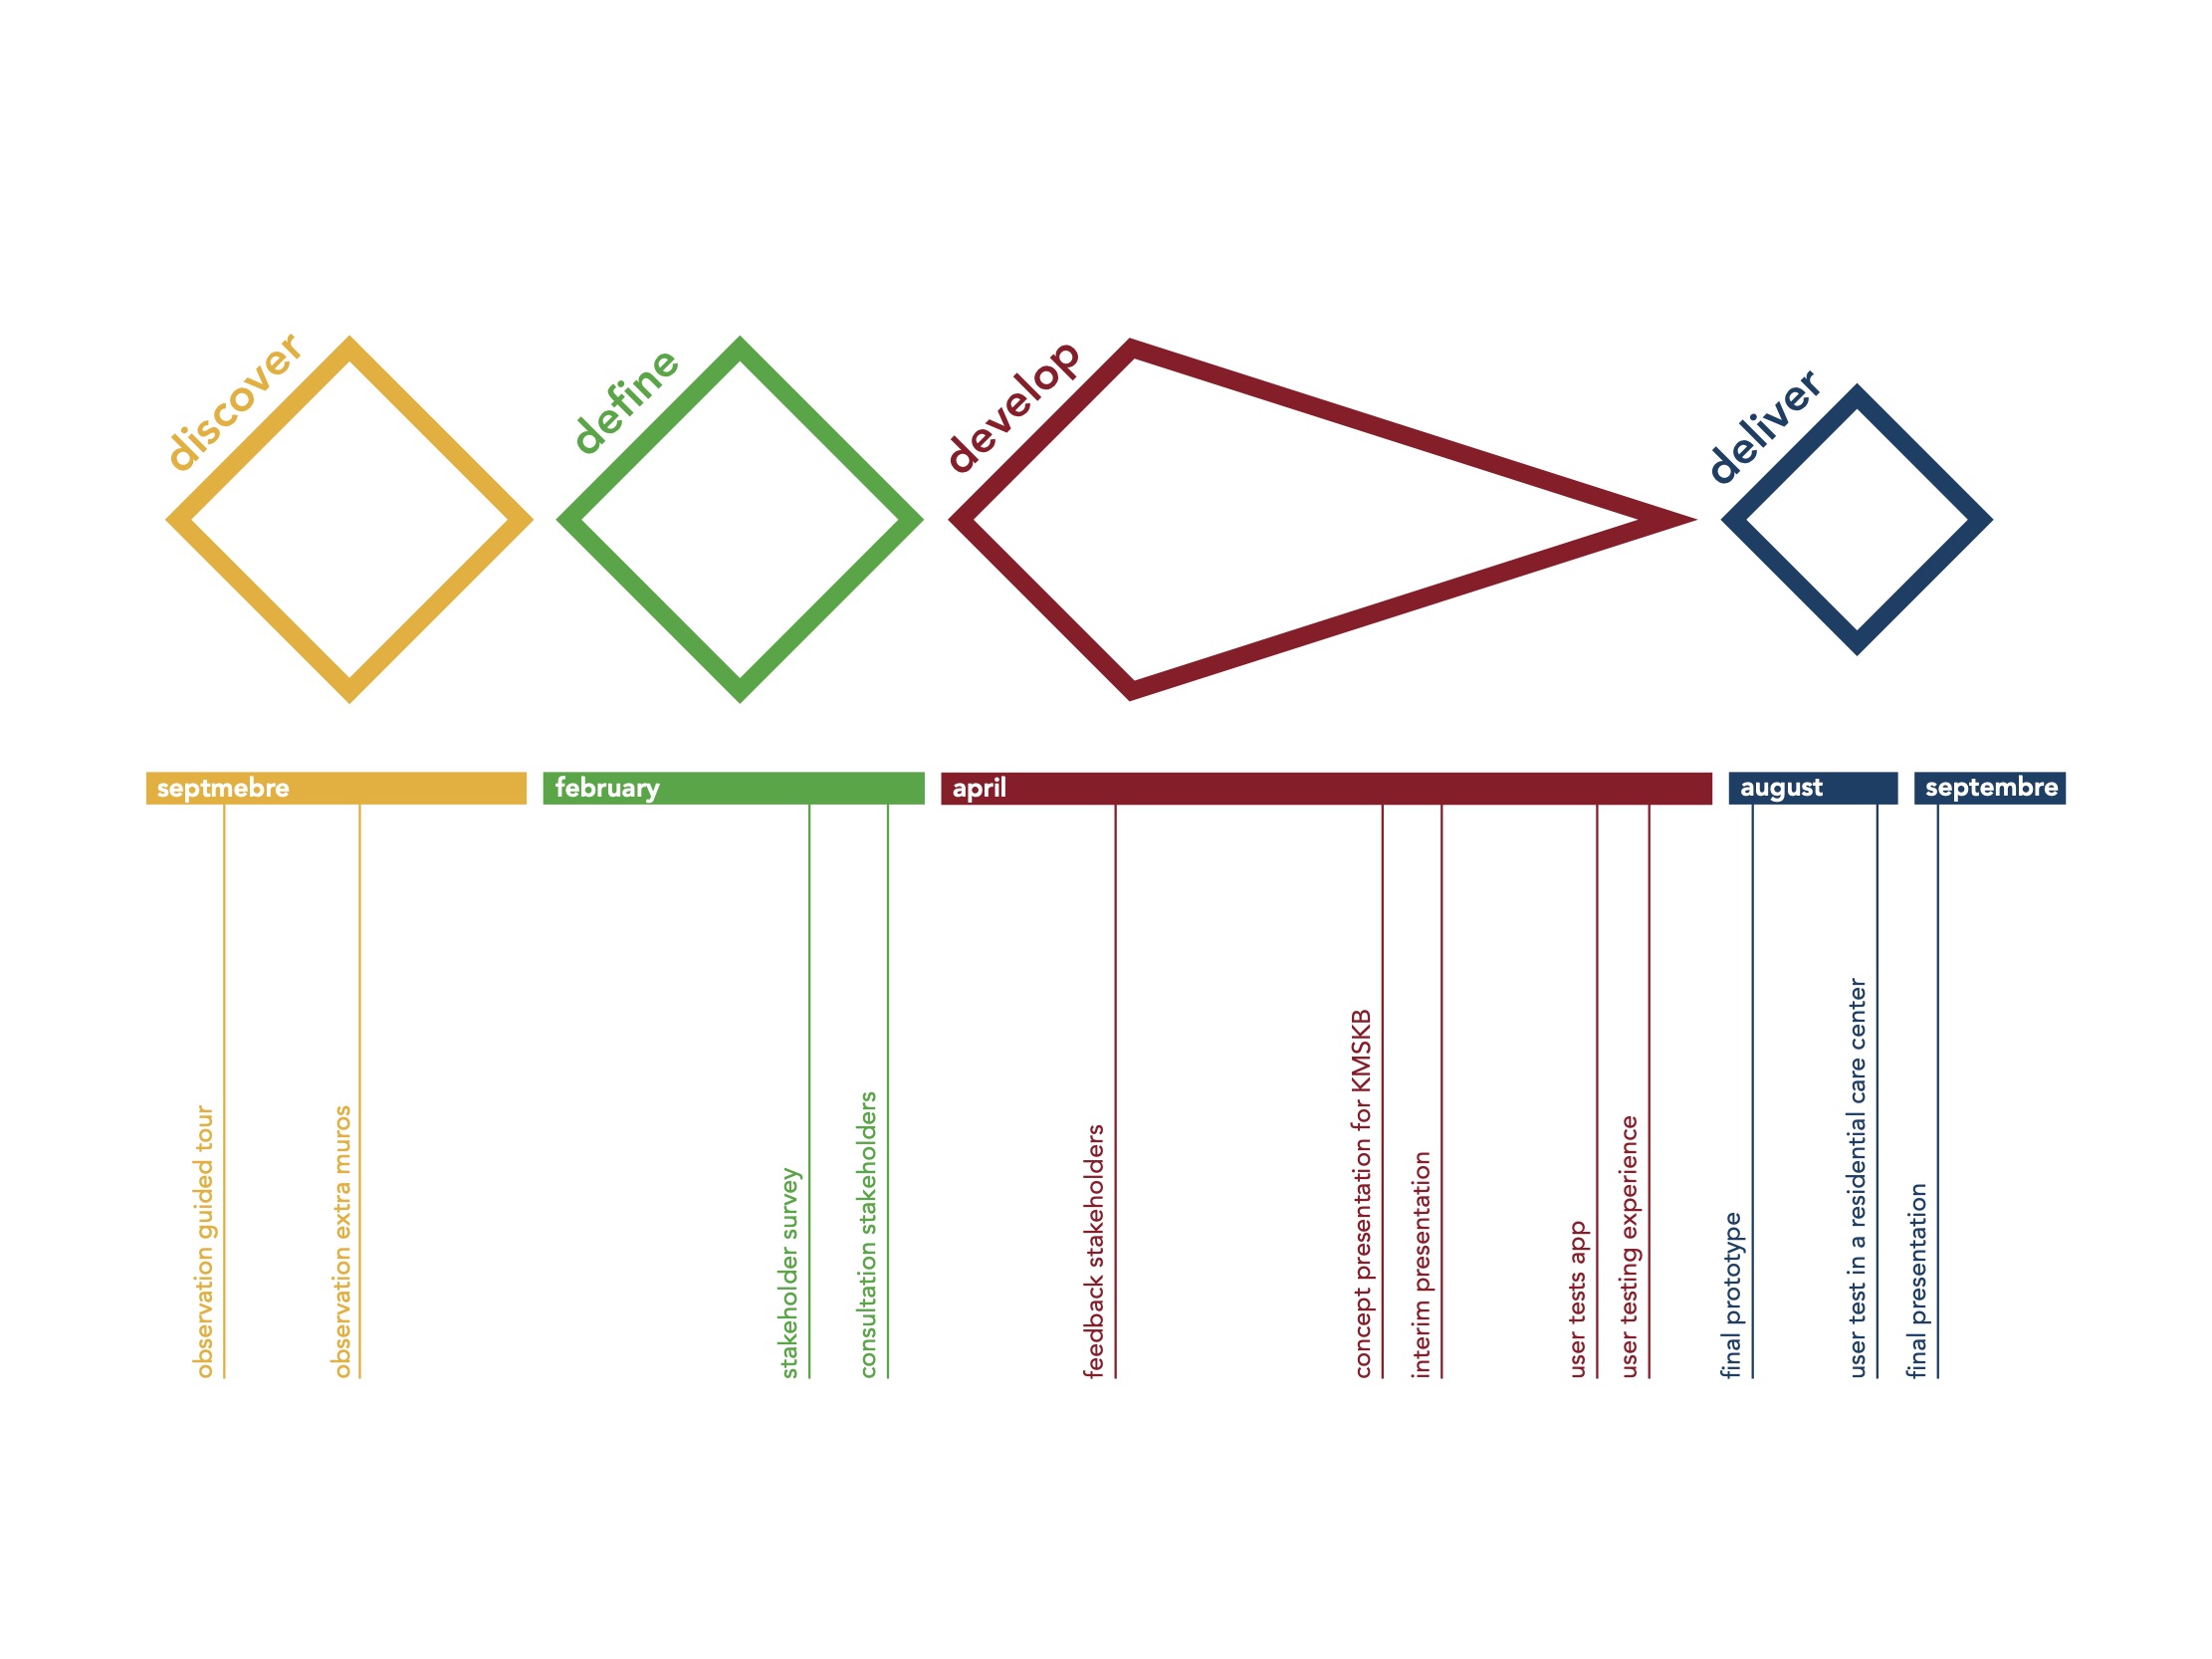 discover
define
develop
deliver
septmebre
february
april
august
septembre
observation guided tour
observation extra muros
stakeholder survey
consultation stakeholders
feedback stakeholders
concept presentation for KMSKB
interim presentation
user tests app
user testing experience
final prototype
user test in a residential care center
final presentation